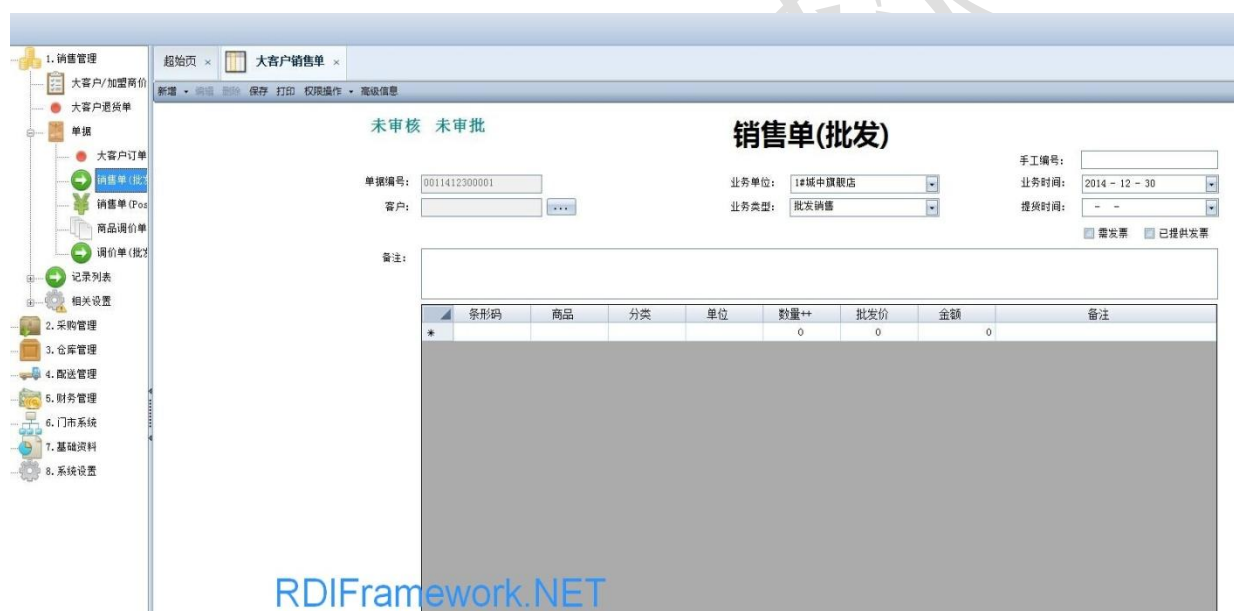 1.销售管理
大客户/加盟商价
大客户退货单
单据
大客户订单
销售单(批发
销售单(Pos
商品调价单
调价单(批发
记录列表
相关设置
2.采购管理
3.仓库管理
4.配送管理
5.财务管理
6.门市系统
7.基础资料
8.系统设置
超始页 × 大客户销售单 ×
新增 编辑 删除 保存 打印 权限操作 高级信息
未审核 未审批
销售单(批发)
手工编号:
单据编号: 0011412300001 业务单位: 1#城中旗舰店 业务时间: 2014 - 12 - 30
客户: ... 业务类型: 批发销售 提货时间: - -
需发票 已提供发票
备注:
条形码 商品 分类 单位 数量++ 批发价 金额 备注
* 0 0 0
RDIFramework.NET